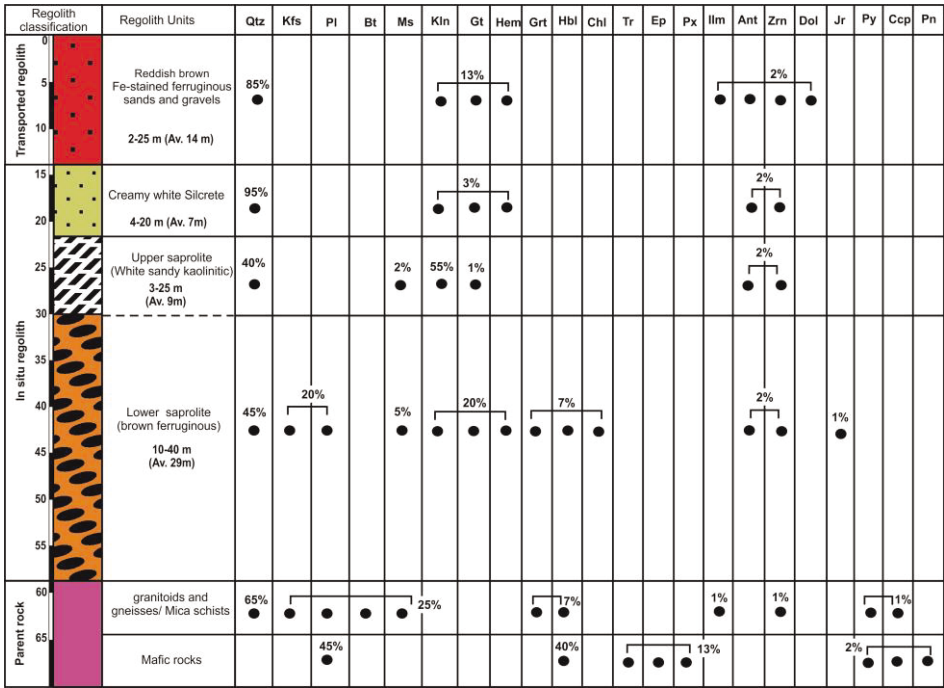 Regolith classification
Regolith Units
Qtz Kfs Pl Bt Ms Kln Gt Hem Grt Hbl Chl Tr Ep Px Ilm Ant Zrn Dol Jr Py Ccp Pn
Transported regolith
0
5
10
Reddish brown
Fe-stained ferruginous
sands and gravels
2-25 m (Av. 14 m)
85%
13%
2%
In situ regolith
15
20
Creamy white Silcrete
4-20 m (Av. 7m)
95%
3%
2%
25
30
Upper saprolite
(White sandy kaolinitic)
3-25 m
(Av. 9m)
40%
2%
55%
1%
2%
35
40
45
50
55
Lower saprolite
(brown ferruginous)
10-40 m
(Av. 29m)
45%
20%
5%
20%
7%
2%
1%
Parent rock
60
65
granitoids and
gneisses/ Mica schists
65%
25%
7%
1%
1%
1%
Mafic rocks
45%
40%
13%
2%